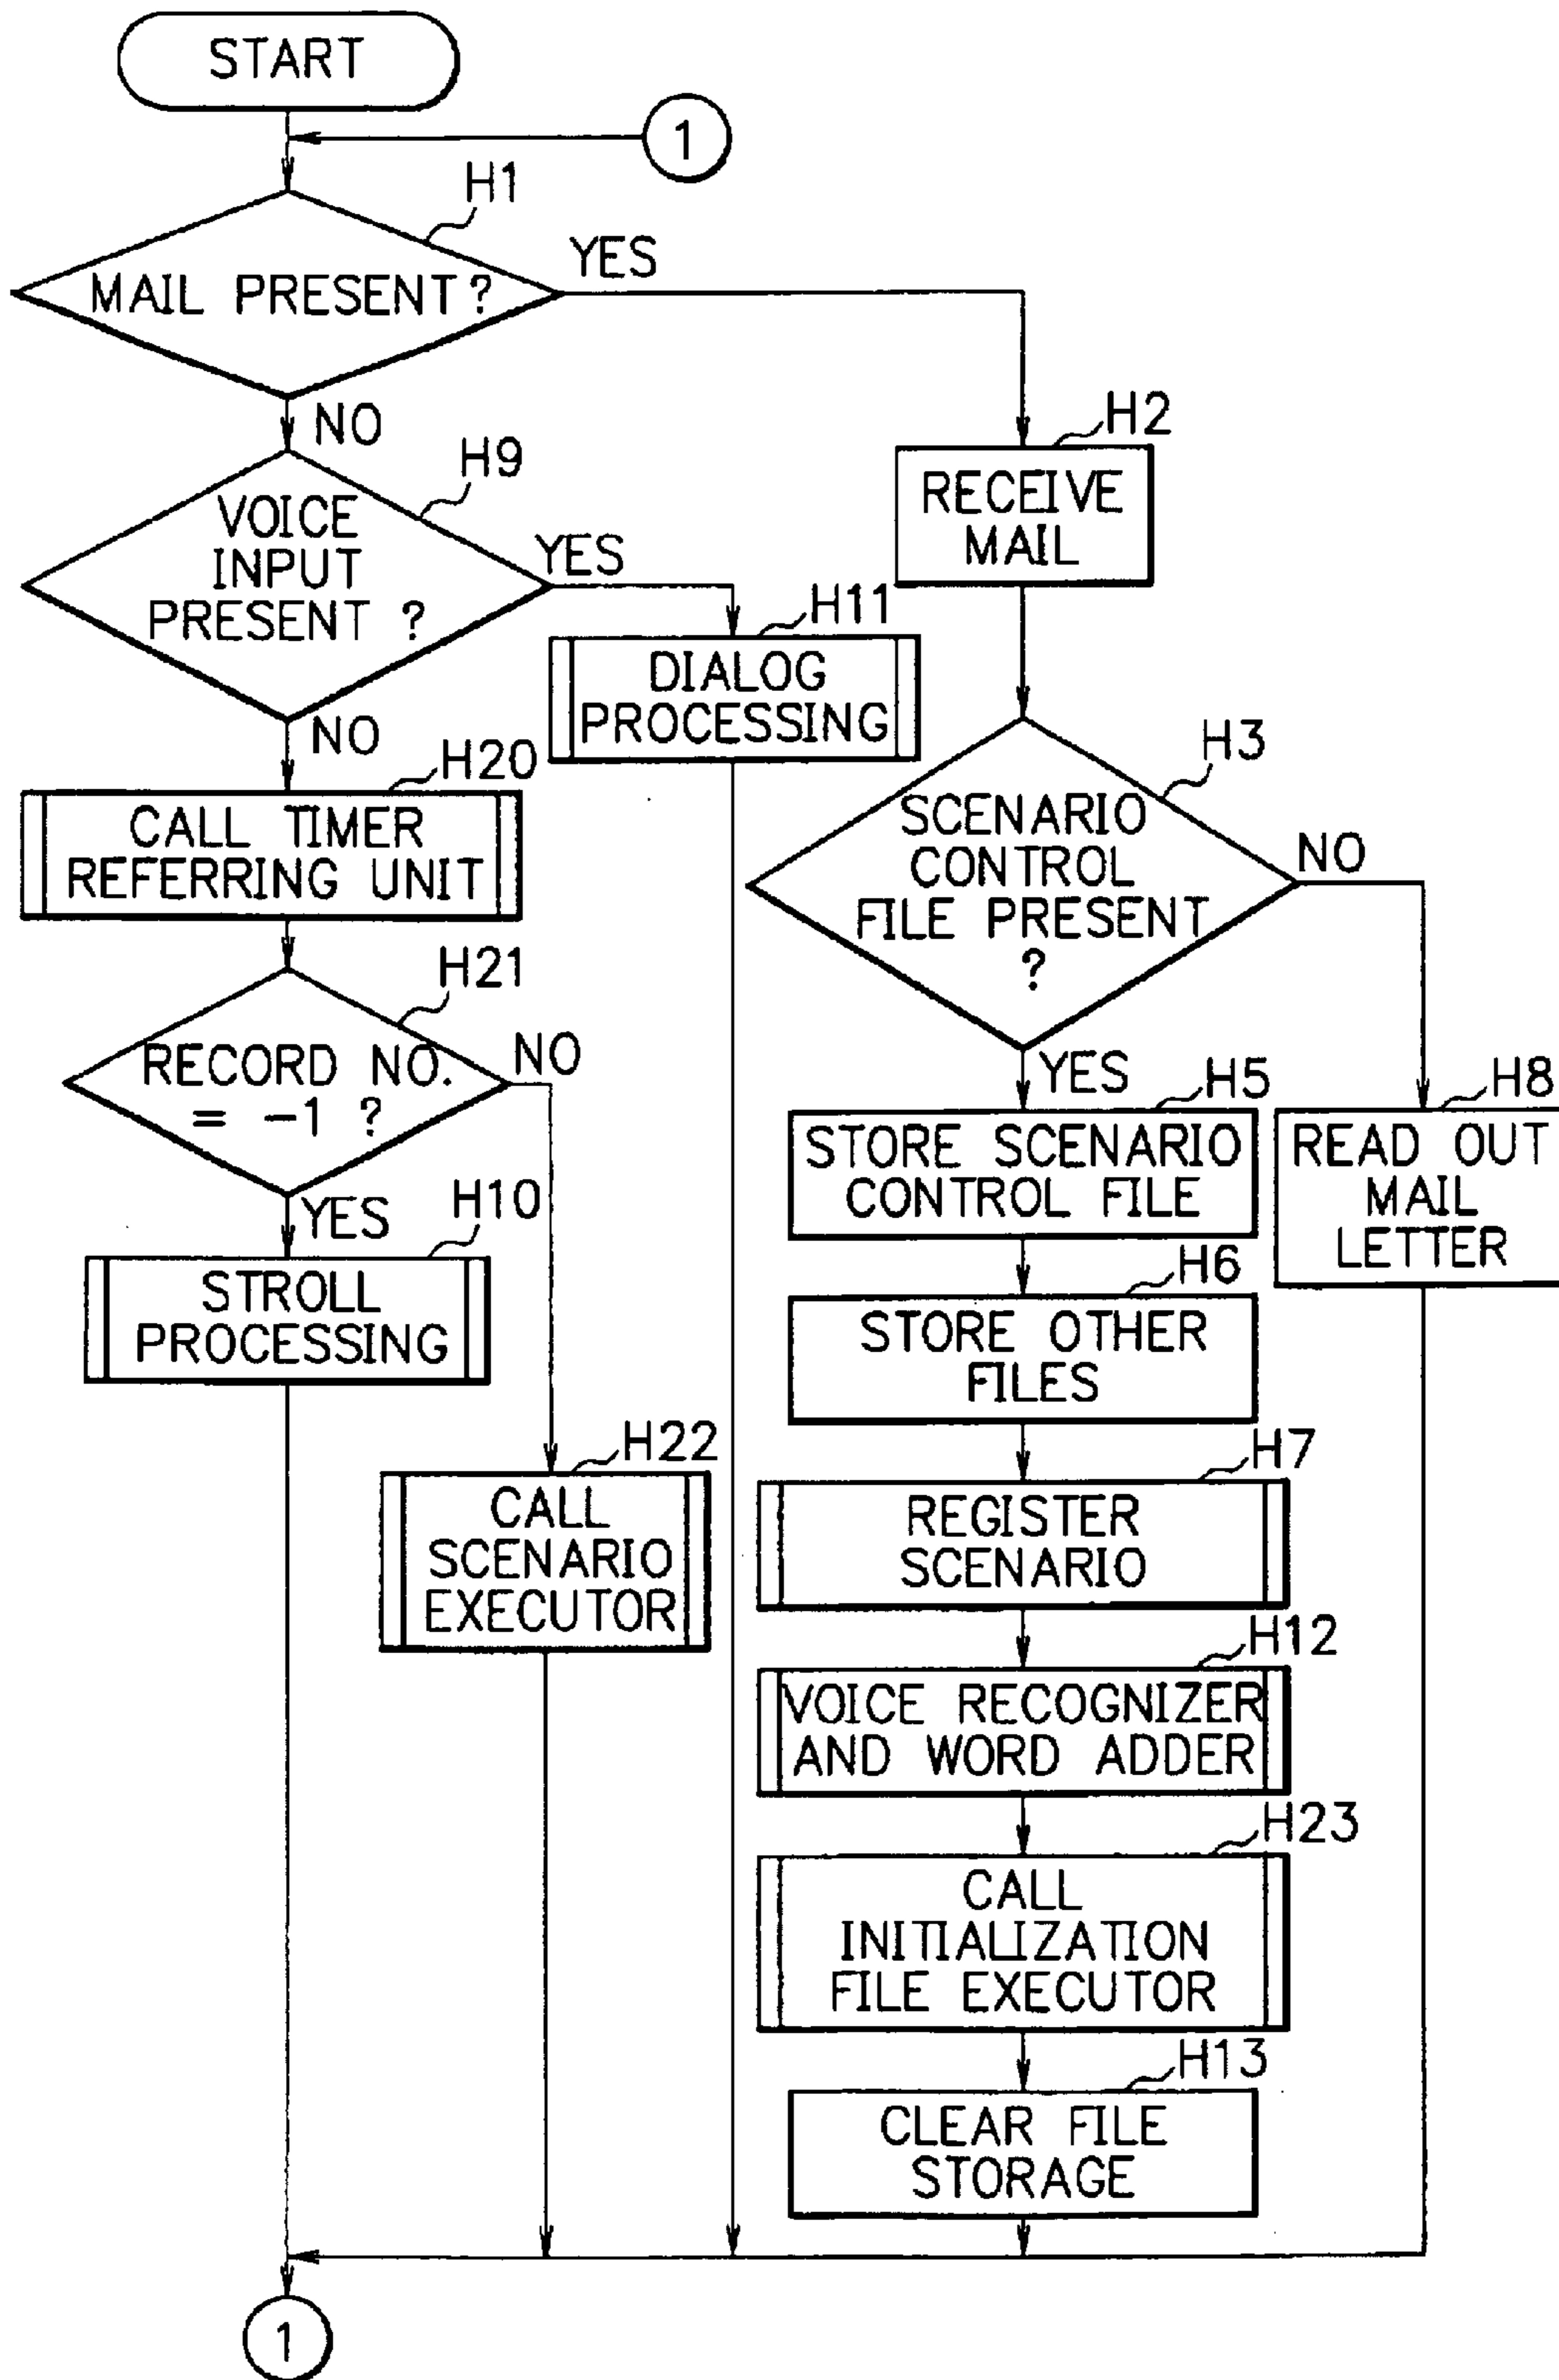 START
1
H1
MAIL PRESENT?
YES
NO
H9
VOICE
INPUT
PRESENT ?
YES
NO
H11
DIALOG
PROCESSING
H20
CALL TIMER
REFERRING UNIT
H21
RECORD NO.
= -1 ?
NO
YES
H10
STROLL
PROCESSING
H22
CALL
SCENARIO
EXECUTOR
H2
RECEIVE
MAIL
H3
SCENARIO
CONTROL
FILE PRESENT
?
NO
YES
H5
STORE SCENARIO
CONTROL FILE
H8
READ OUT
MAIL
LETTER
H6
STORE OTHER
FILES
H7
REGISTER
SCENARIO
H12
VOICE RECOGNIZER
AND WORD ADDER
H23
CALL
INITIALIZATION
FILE EXECUTOR
H13
CLEAR FILE
STORAGE
1